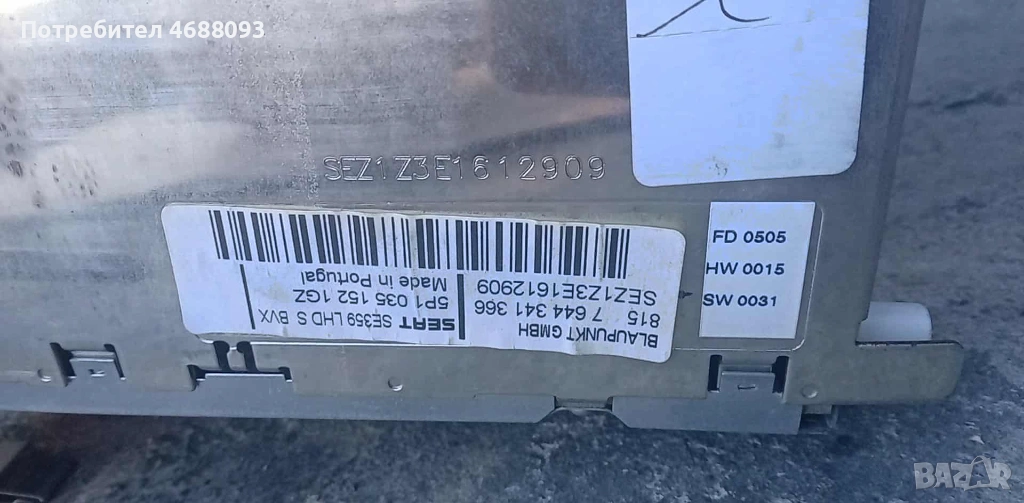 Потребител 4688093
SEZ1Z3E1612909
FD 0505
HW 0015
SW 0031
BLAUPUNKT GMBH
815 7 644 341 366
SEZ1Z3E1612909
SEAT SE359 LHD S BVX
5P1 035 152 1GZ
Made in Portugal
BAZAR